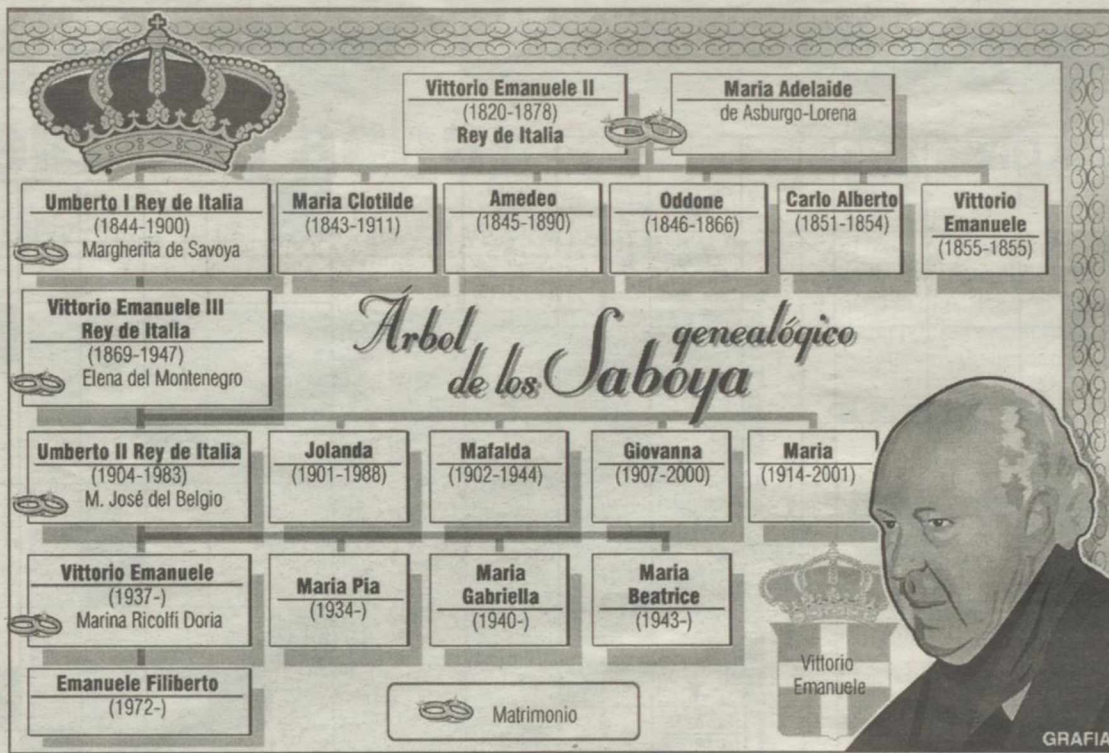 Vittorio Emanuele II
(1820-1878)
Rey de Italia
Maria Adelaide
de Asburgo-Lorena
Umberto I Rey de Italia
(1844-1900)
Margherita de Savoya
Maria Clotilde
(1843-1911)
Amedeo
(1845-1890)
Oddone
(1846-1866)
Carlo Alberto
(1851-1854)
Vittorio
Emanuele
(1855-1855)
Vittorio Emanuele III
Rey de Italia
(1869-1947)
Elena del Montenegro
Árbol genealógico
de los Saboya
Umberto II Rey de Italia
(1904-1983)
M. José del Belgio
Jolanda
(1901-1988)
Mafalda
(1902-1944)
Giovanna
(1907-2000)
Maria
(1914-2001)
Vittorio Emanuele
(1937-)
Marina Ricolfi Doria
Maria Pia
(1934-)
Maria
Gabriella
(1940-)
Maria
Beatrice
(1943-)
Vittorio
Emanuele
Emanuele Filiberto
(1972-)
Matrimonio
GRAFIA